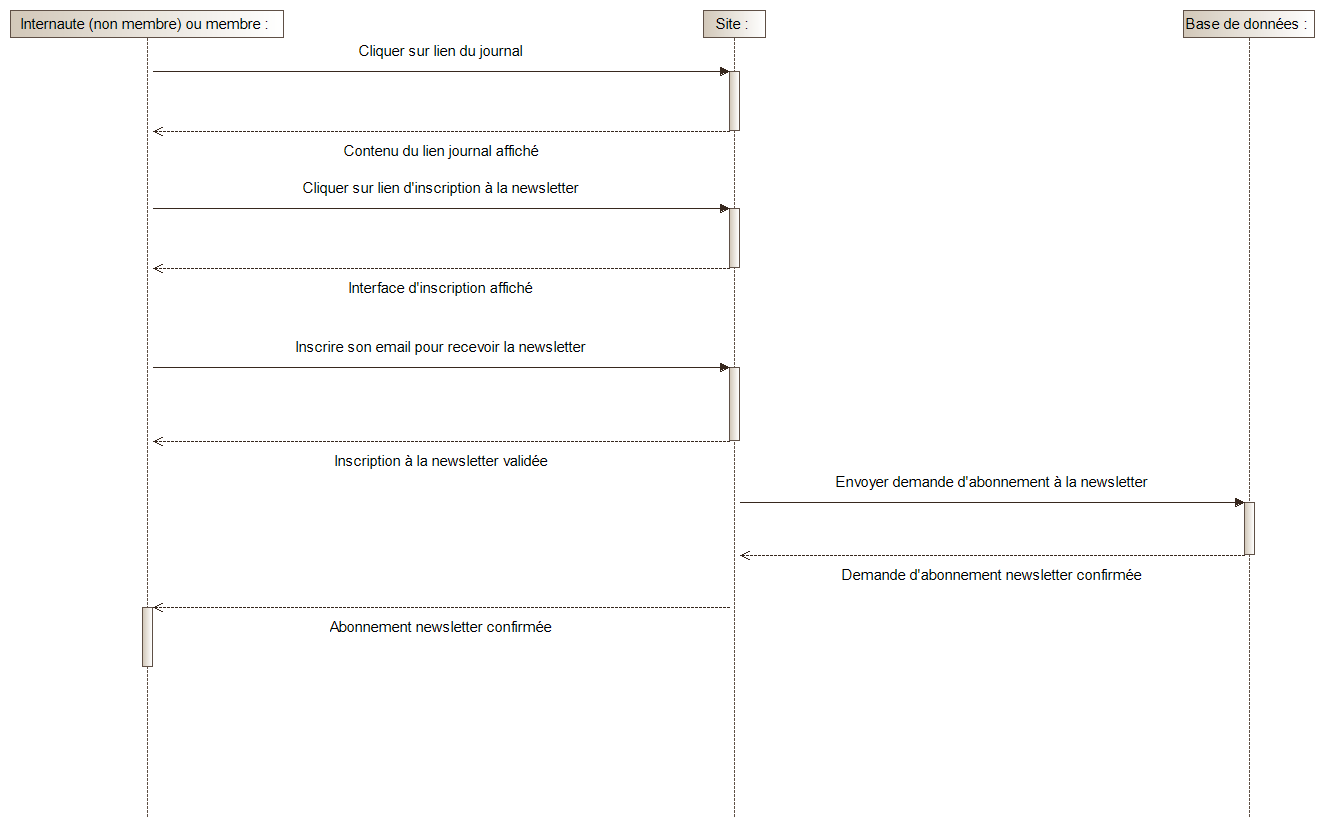 Internaute (non membre) ou membre :
Site :
Base de données :
Cliquer sur lien du journal
Contenu du lien journal affiché
Cliquer sur lien d'inscription à la newsletter
Interface d'inscription affiché
Inscrire son email pour recevoir la newsletter
Inscription à la newsletter validée
Envoyer demande d'abonnement à la newsletter
Demande d'abonnement newsletter confirmée
Abonnement newsletter confirmée